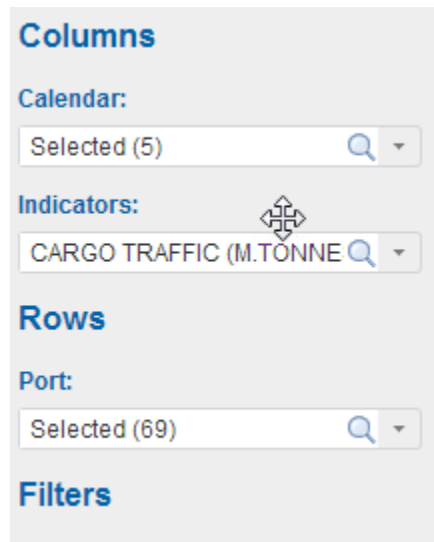 Columns
Calendar:
Selected (5)
Indicators:
CARGO TRAFFIC (M.TONNE
Rows
Port:
Selected (69)
Filters